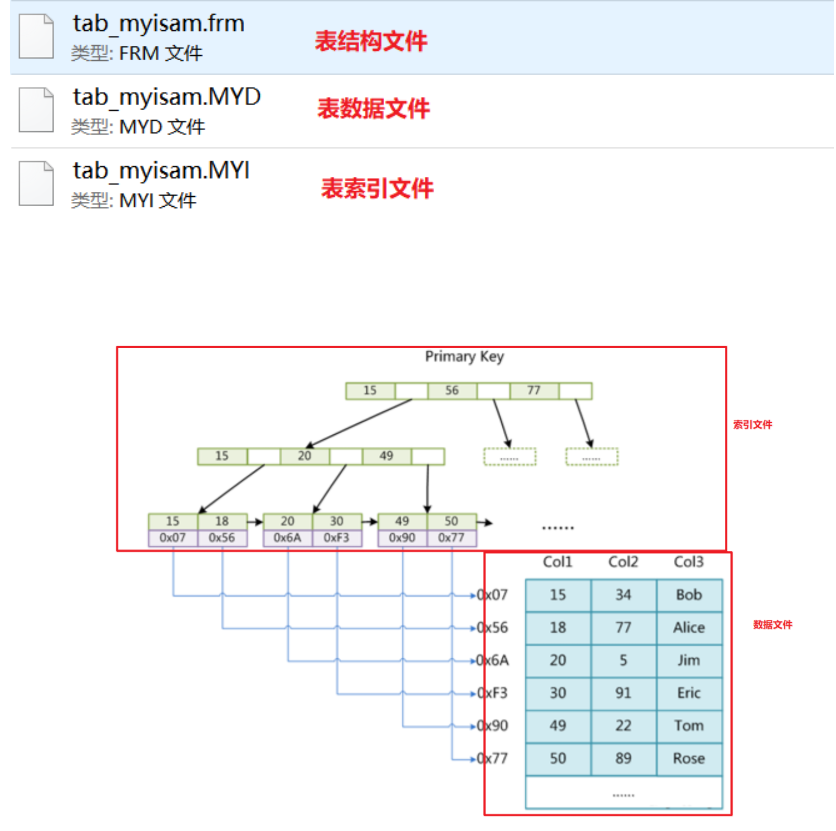 tab_myisam.frm
表结构文件
类型: FRM 文件
tab_myisam.MYD
表数据文件
类型: MYD 文件
tab_myisam.MYI
表索引文件
类型: MYI 文件
Primary Key
15 56 77
索引文件
15 20 49
...... ......
15 18 20 30 49 50
0x07 0x56 0x6A 0xF3 0x90 0x77
......
Col1 Col2 Col3
0x07 15 34 Bob
数据文件
0x56 18 77 Alice
0x6A 20 5 Jim
0xF3 30 91 Eric
0x90 49 22 Tom
0x77 50 89 Rose
......